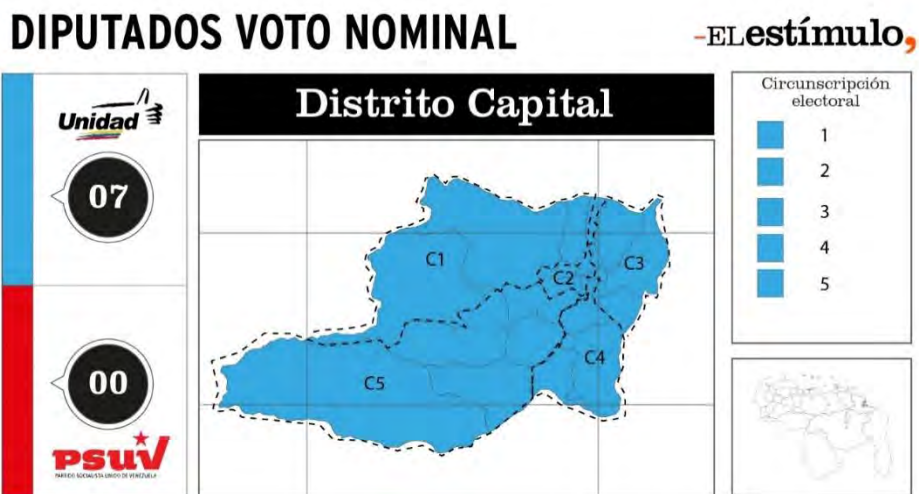 DIPUTADOS VOTO NOMINAL
-ELestímulo,
Unidad
07
00
PSUV
PARTIDO SOCIALISTA UNIDO DE VENEZUELA
Distrito Capital
C1
C2
C3
C4
C5
Circunscripción
electoral
1
2
3
4
5